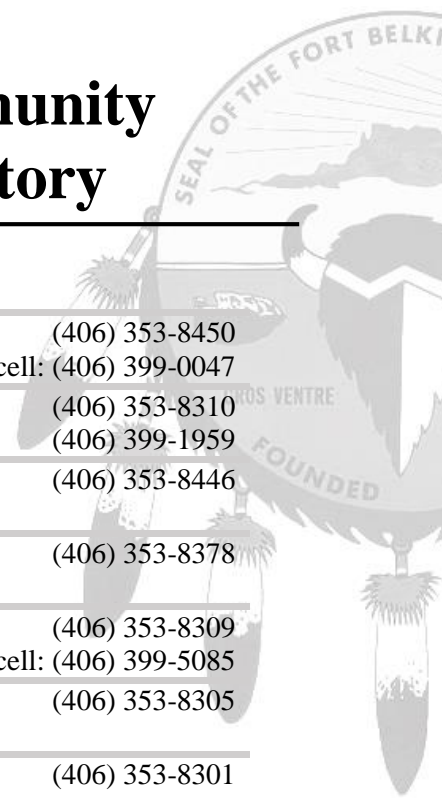 munity
tory
(406) 353-8450
cell: (406) 399-0047
(406) 353-8310
(406) 399-1959
(406) 353-8446
(406) 353-8378
(406) 353-8309
cell: (406) 399-5085
(406) 353-8305
(406) 353-8301
SEAL OF THE FORT BELK
ROS VENTRE
FOUNDED